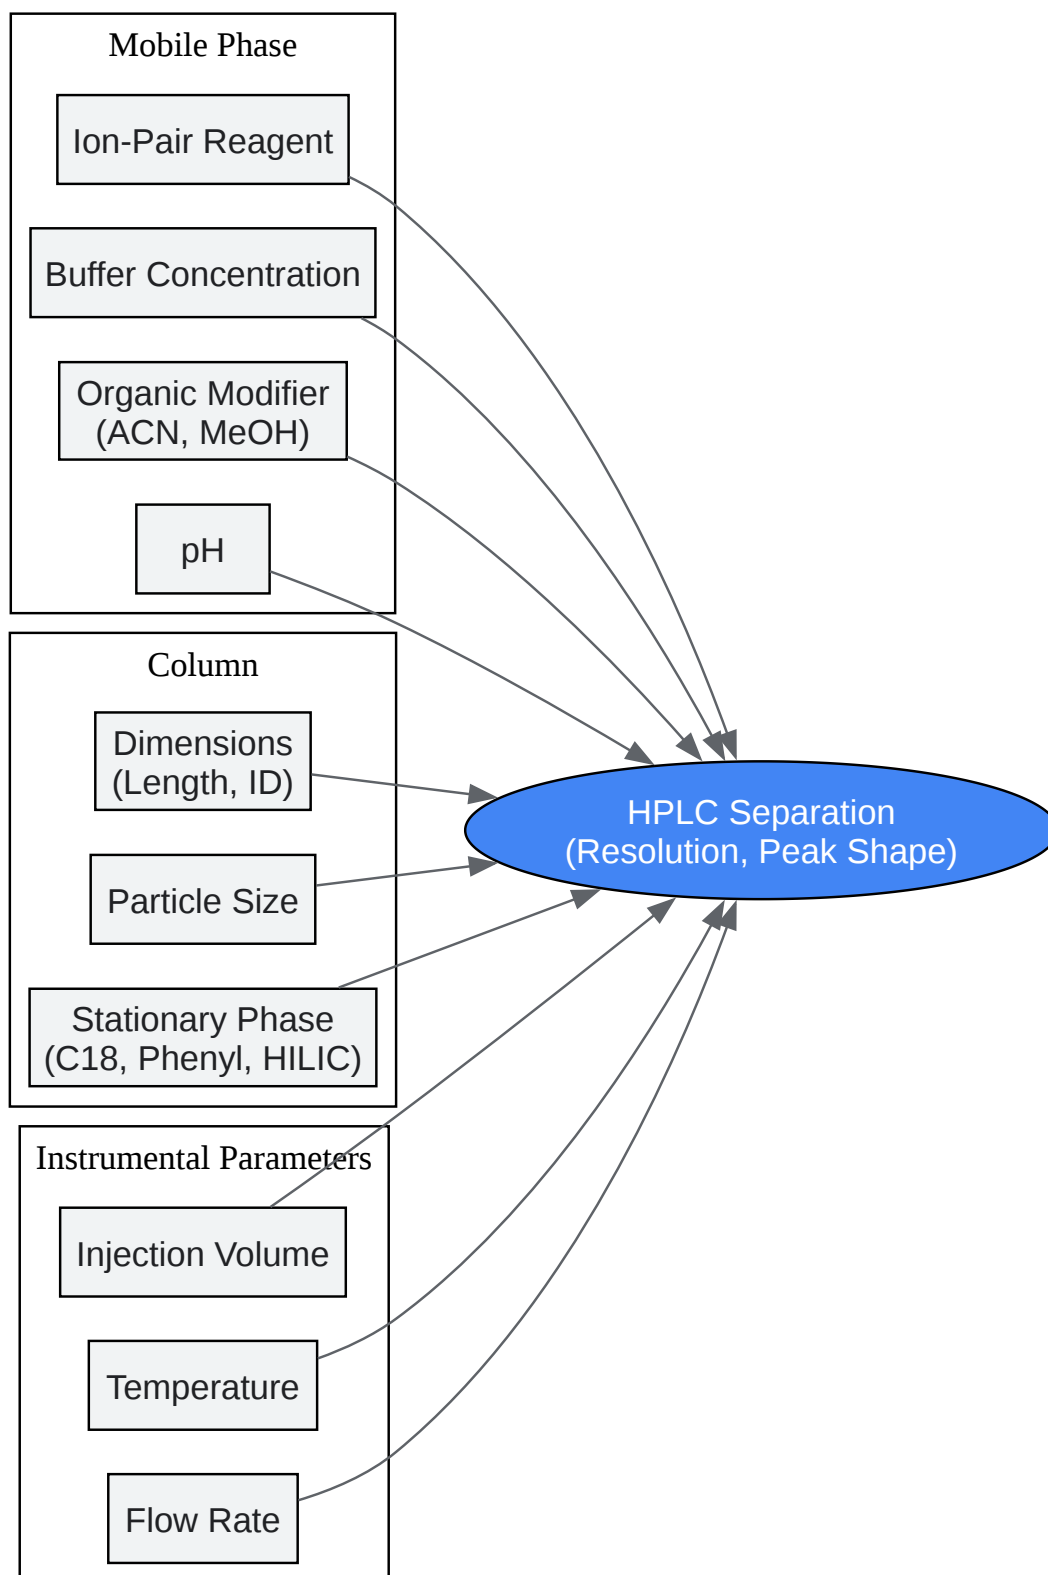 Mobile Phase
Ion-Pair Reagent
Buffer Concentration
Organic Modifier
(ACN, MeOH)
pH
Column
Dimensions
(Length, ID)
Particle Size
Stationary Phase
(C18, Phenyl, HILIC)
HPLC Separation
(Resolution, Peak Shape)
Instrumental Parameters
Injection Volume
Temperature
Flow Rate